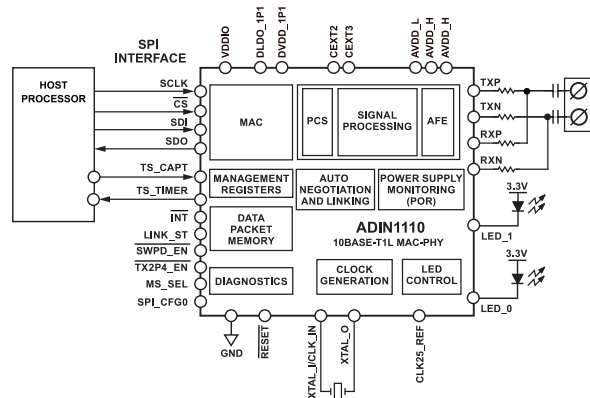 VDDIO
DLDO_1P1
DVDD_1P1
CEXT2
CEXT3
AVDD_L
AVDD_H
AVDD_H
SPI
INTERFACE
HOST
PROCESSOR
SCLK
CS
SDI
SDO
TS_CAPT
TS_TIMER
INT
LINK_ST
SWPD_EN
TX2P4_EN
MS_SEL
SPI_CFG0
MAC
PCS
SIGNAL
PROCESSING
AFE
MANAGEMENT
REGISTERS
AUTO
NEGOTIATION
AND LINKING
POWER SUPPLY
MONITORING
(POR)
DATA
PACKET
MEMORY
ADIN1110
10BASE-T1L MAC-PHY
DIAGNOSTICS
CLOCK
GENERATION
LED
CONTROL
TXP
TXN
RXP
RXN
3.3V
LED_1
3.3V
LED_0
GND
RESET
XTAL_I/CLK_IN
XTAL_O
CLK25_REF